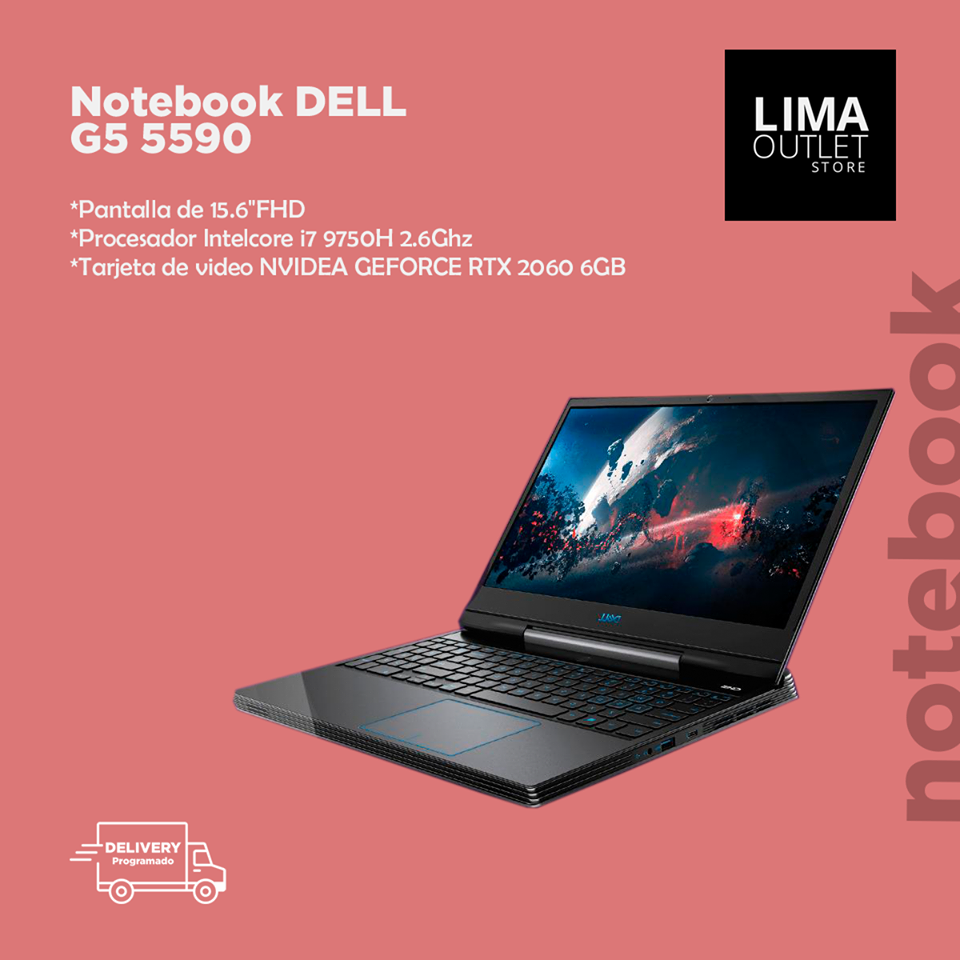 Notebook DELL
G5 5590
LIMA
OUTLET
STORE
*Pantalla de 15.6"FHD
*Procesador Intelcore i7 9750H 2.6Ghz
*Tarjeta de video NVIDEA GEFORCE RTX 2060 6GB
notebook
DELIVERY
Programado